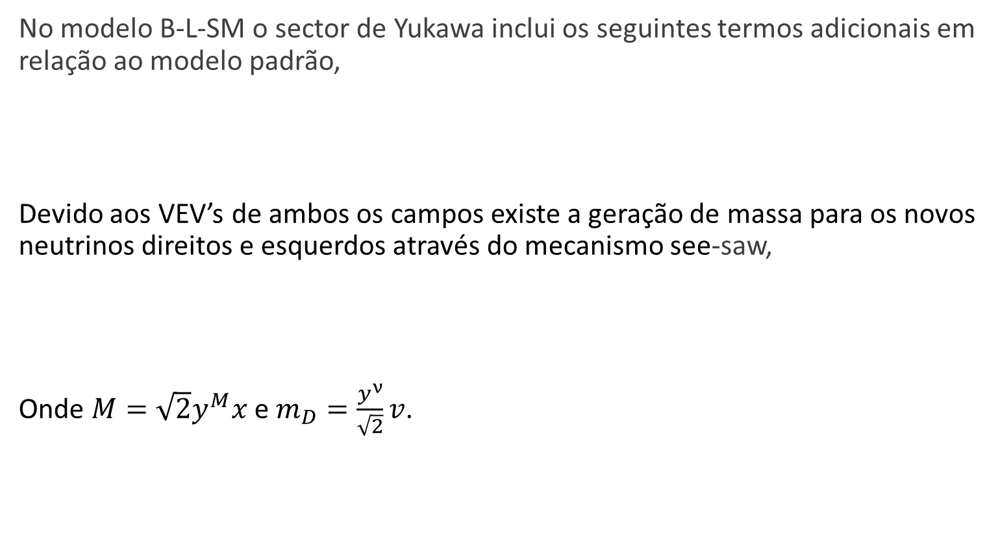 No modelo B-L-SM o sector de Yukawa inclui os seguintes termos adicionais em
relação ao modelo padrão,
Devido aos VEV’s de ambos os campos existe a geração de massa para os novos
neutrinos direitos e esquerdos através do mecanismo see-saw,
Onde $M = \sqrt{2}y^M x$ e $m_D = \frac{y^\nu}{\sqrt{2}} v$.